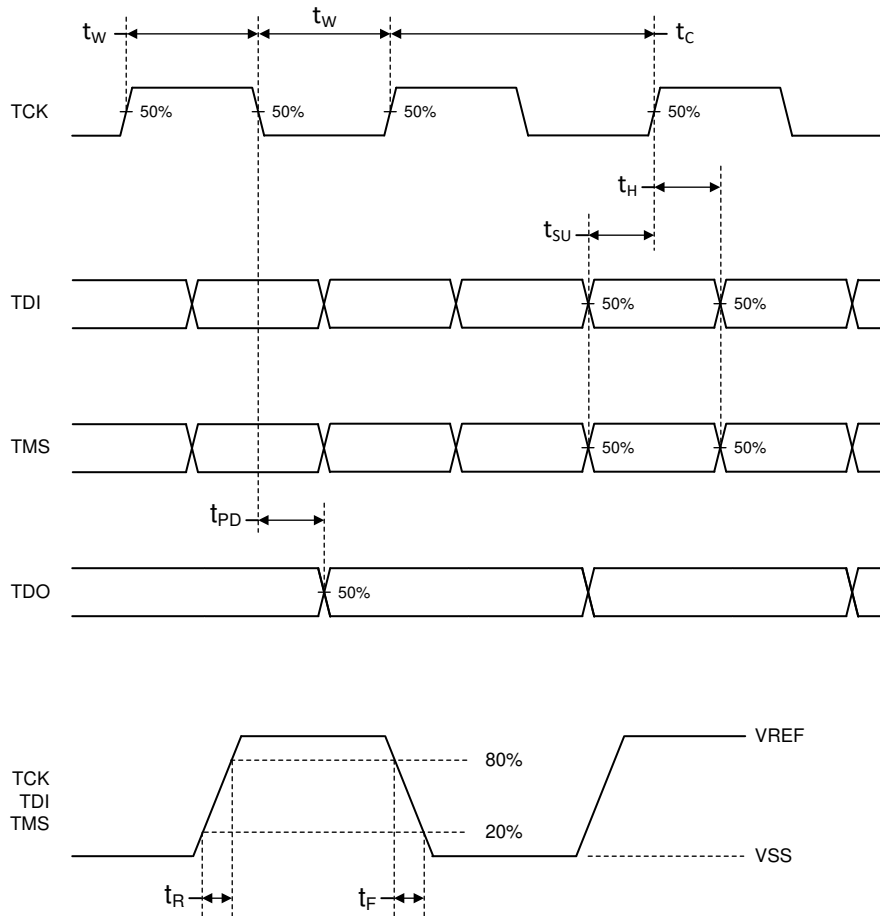 tW tW tC
TCK 50% 50% 50% 50%
tH
tSU
TDI 50% 50%
TMS 50% 50%
tPD
TDO 50%
VREF
80%
TCK
TDI
TMS
20%
VSS
tR tF